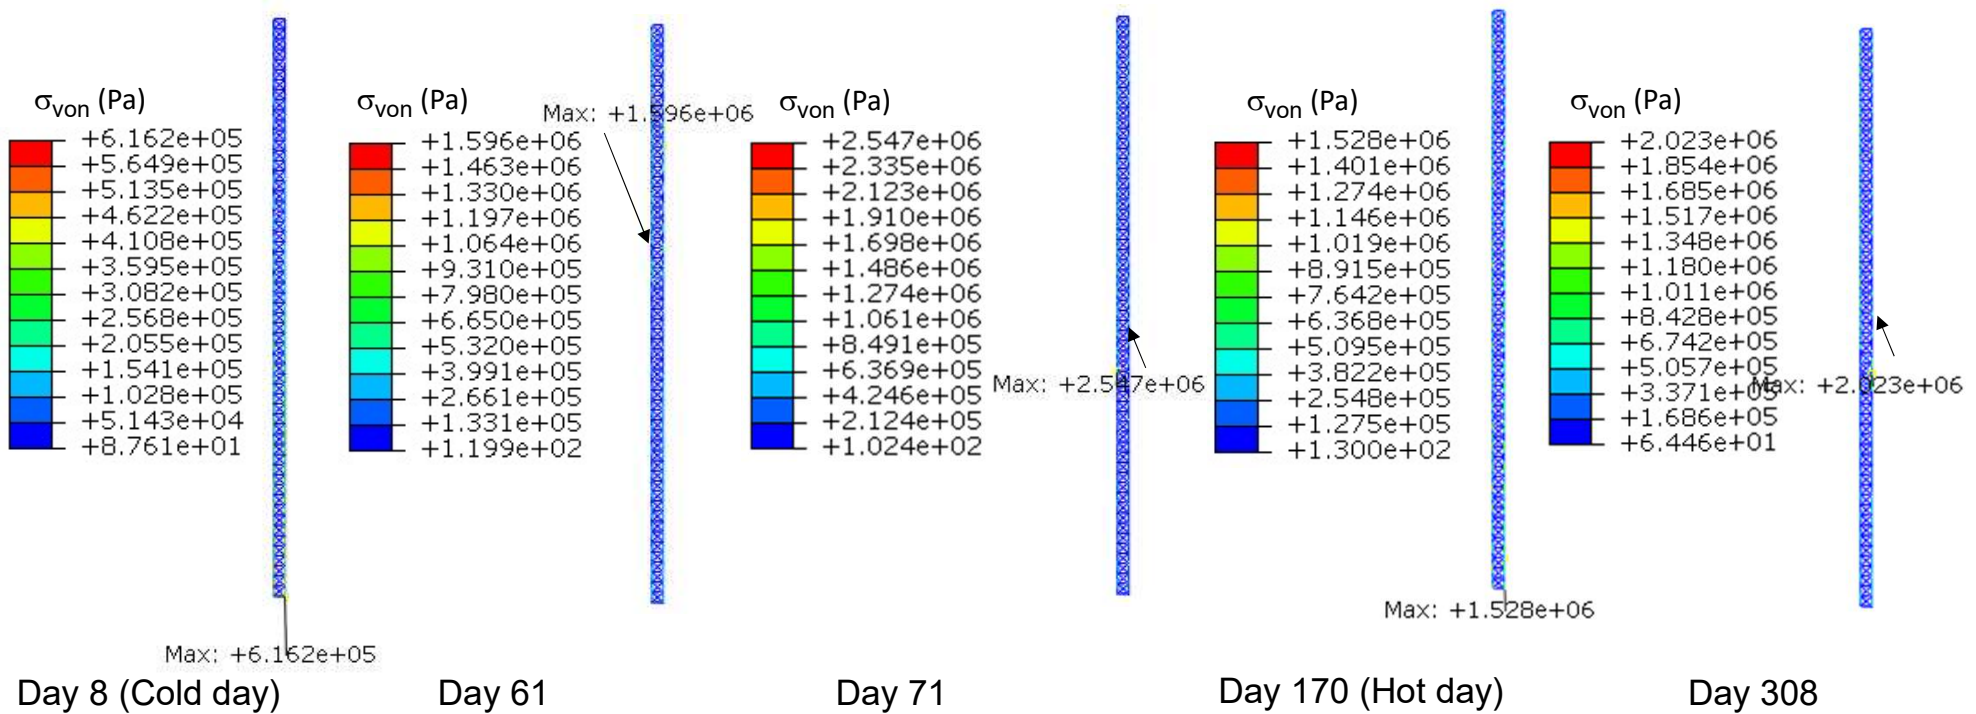 σvon (Pa)
+6.162e+05
+5.649e+05
+5.135e+05
+4.622e+05
+4.108e+05
+3.595e+05
+3.082e+05
+2.568e+05
+2.055e+05
+1.541e+05
+1.028e+05
+5.143e+04
+8.761e+01
Max: +6.162e+05
Day 8 (Cold day)
σvon (Pa)
+1.596e+06
+1.463e+06
+1.330e+06
+1.197e+06
+1.064e+06
+9.310e+05
+7.980e+05
+6.650e+05
+5.320e+05
+3.991e+05
+2.661e+05
+1.331e+05
+1.199e+02
Max: +1.596e+06
Day 61
σvon (Pa)
+2.547e+06
+2.335e+06
+2.123e+06
+1.910e+06
+1.698e+06
+1.486e+06
+1.274e+06
+1.061e+06
+8.491e+05
+6.369e+05
+4.246e+05
+2.124e+05
+1.024e+02
Max: +2.547e+06
Day 71
σvon (Pa)
+1.528e+06
+1.401e+06
+1.274e+06
+1.146e+06
+1.019e+06
+8.915e+05
+7.642e+05
+6.368e+05
+5.095e+05
+3.822e+05
+2.548e+05
+1.275e+05
+1.300e+02
Max: +1.528e+06
Day 170 (Hot day)
σvon (Pa)
+2.023e+06
+1.854e+06
+1.685e+06
+1.517e+06
+1.348e+06
+1.180e+06
+1.011e+06
+8.428e+05
+6.742e+05
+5.057e+05
+3.371e+05
+1.686e+05
+6.446e+01
Max: +2.023e+06
Day 308